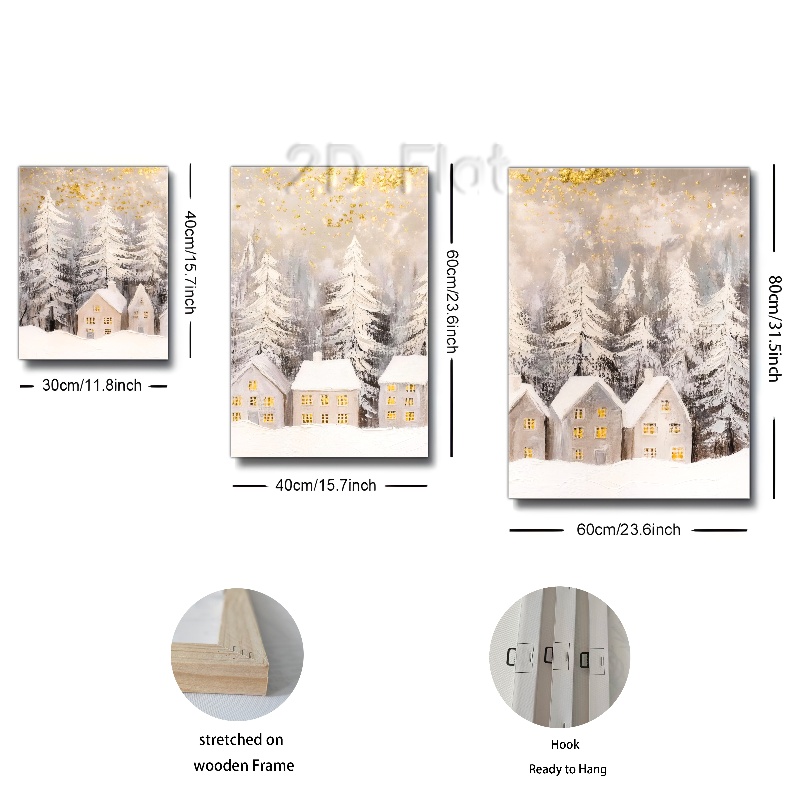 2D Flat
40cm/15.7inch
30cm/11.8inch
60cm/23.6inch
40cm/15.7inch
80cm/31.5inch
60cm/23.6inch
stretched on
wooden Frame
Hook
Ready to Hang